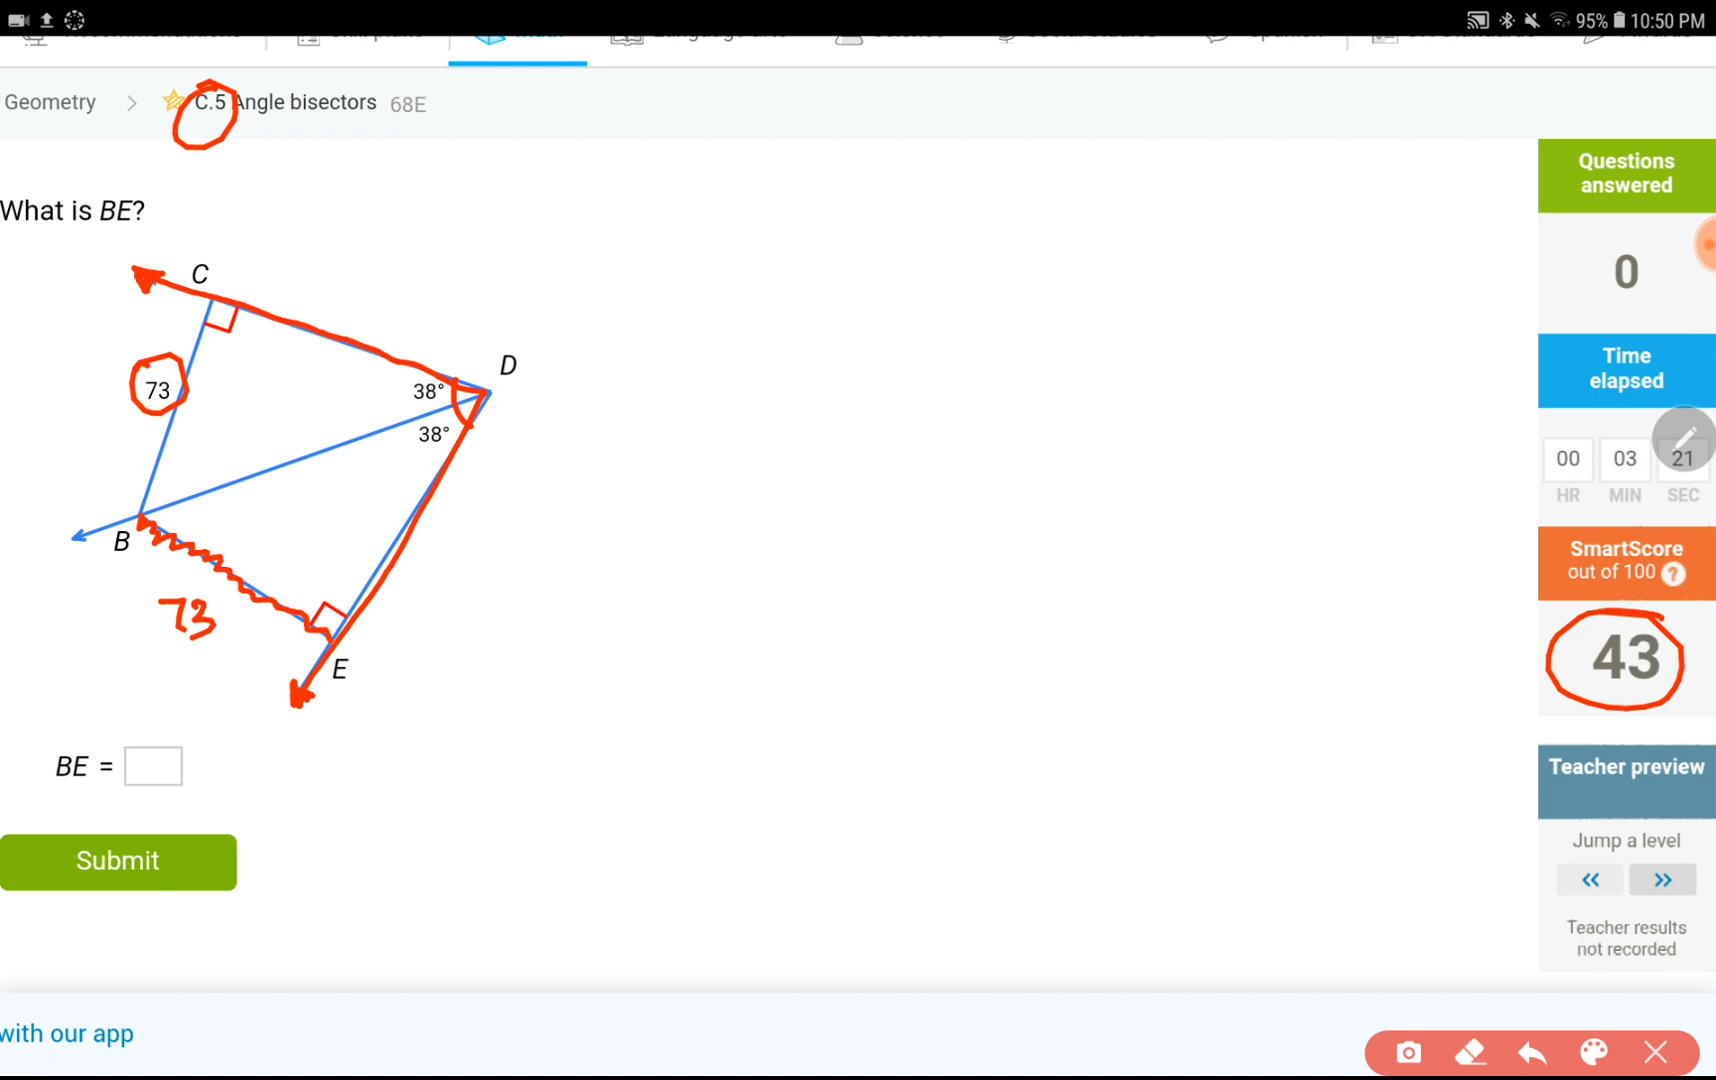 95% 10:50 PM
Geometry > C.5 Angle bisectors 68E
What is BE?
C
D
73
38°
38°
B
73
E
BE =
Submit
Questions answered
0
Time elapsed
00 03 21
HR MIN SEC
SmartScore
out of 100 ?
43
Teacher preview
Jump a level
Teacher results
not recorded
with our app